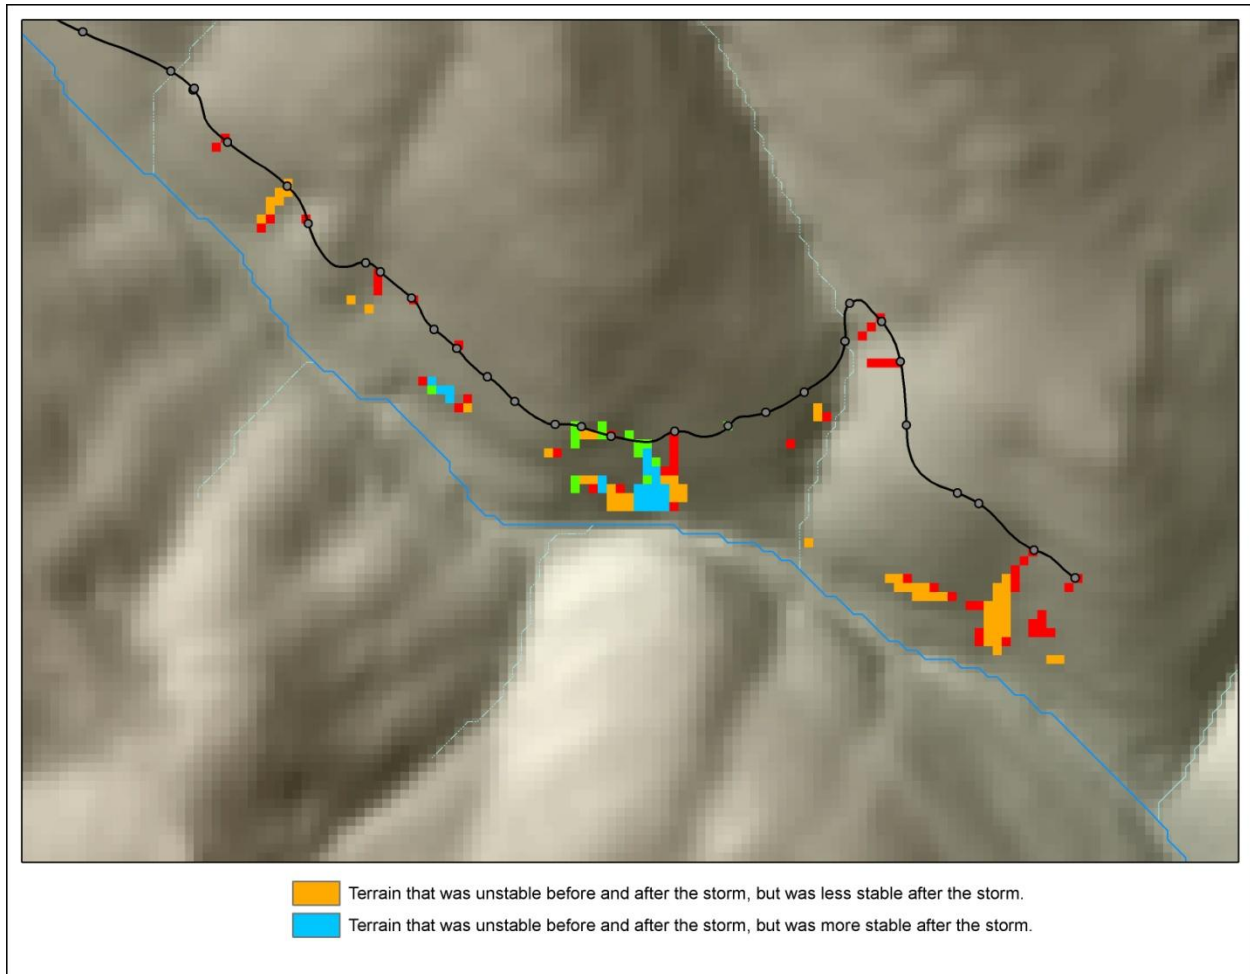 Terrain that was unstable before and after the storm, but was less stable after the storm.
Terrain that was unstable before and after the storm, but was more stable after the storm.